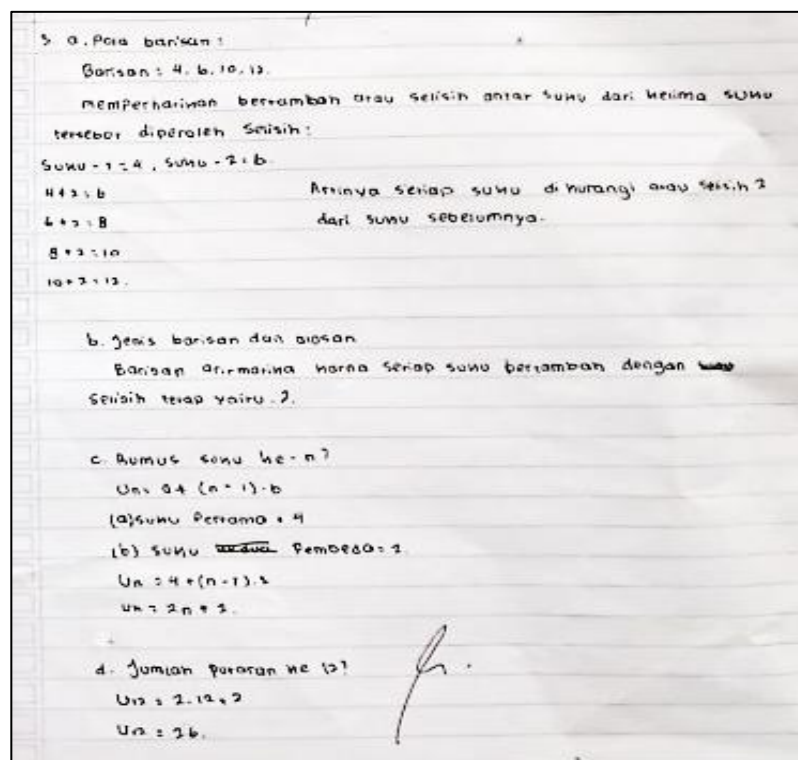 3 a. Pola barisan :
Barisan : 4, 6, 10, 12.
memperhatikan bertambah atau selisih antar suku dari kelima suku
tersebut diperoleh selisih :
Suku - 1 = 4, suku - 2 = 6.
4 + 2 = 6
Artinya setiap suku di kurangi atau selisih 2
6 + 2 = 8
dari suku sebelumnya.
8 + 2 = 10
10 + 2 = 12.
b. Jenis barisan dan alasan
Barisan aritmatika karna setiap suku bertambah dengan
selisih tetap yaitu 2.
c. Rumus suku ke - n ?
Un = a + (n - 1) . b
(a) suku Pertama = 4
(b) suku Pembeda = 2.
Un = 4 + (n - 1) . 2
Un = 2n + 2.
d. Jumlah putaran ke 12?
U12 = 2 . 12 + 2
U12 = 26.